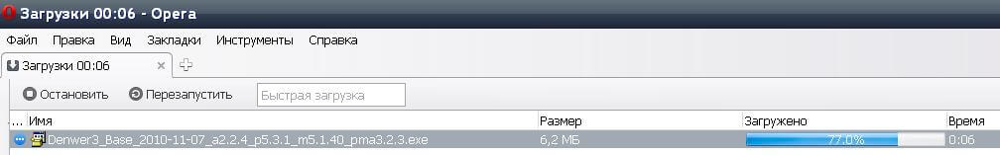 Загрузки 00:06 - Opera
Файл Правка Вид Закладки Инструменты Справка
Загрузки 00:06
Остановить Перезапустить Быстрая загрузка
... Имя Размер Загружено Время
Denwer3_Base_2010-11-07_a2.2.4_p5.3.1_m5.1.40_pma3.2.3.exe 6,2 МБ 77.0% 0:06